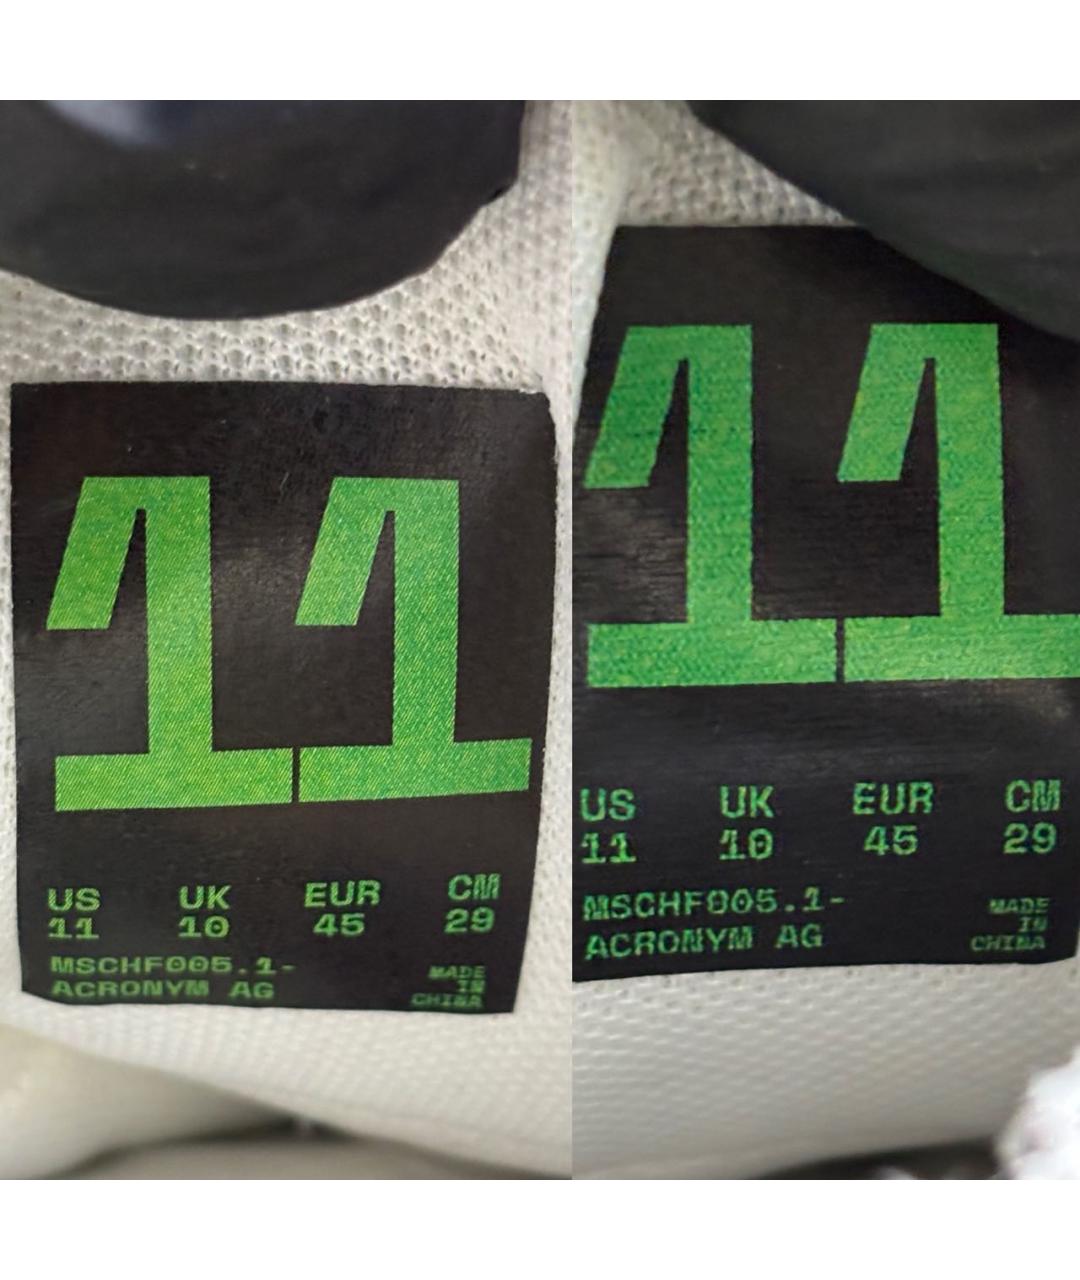 11
US UK EUR CM
11 10 45 29
MSCHF005.1-
ACRONYM AG
MADE
IN
CHINA
11
US UK EUR CM
11 10 45 29
MSCHF005.1-
ACRONYM AG
MADE
IN
CHINA